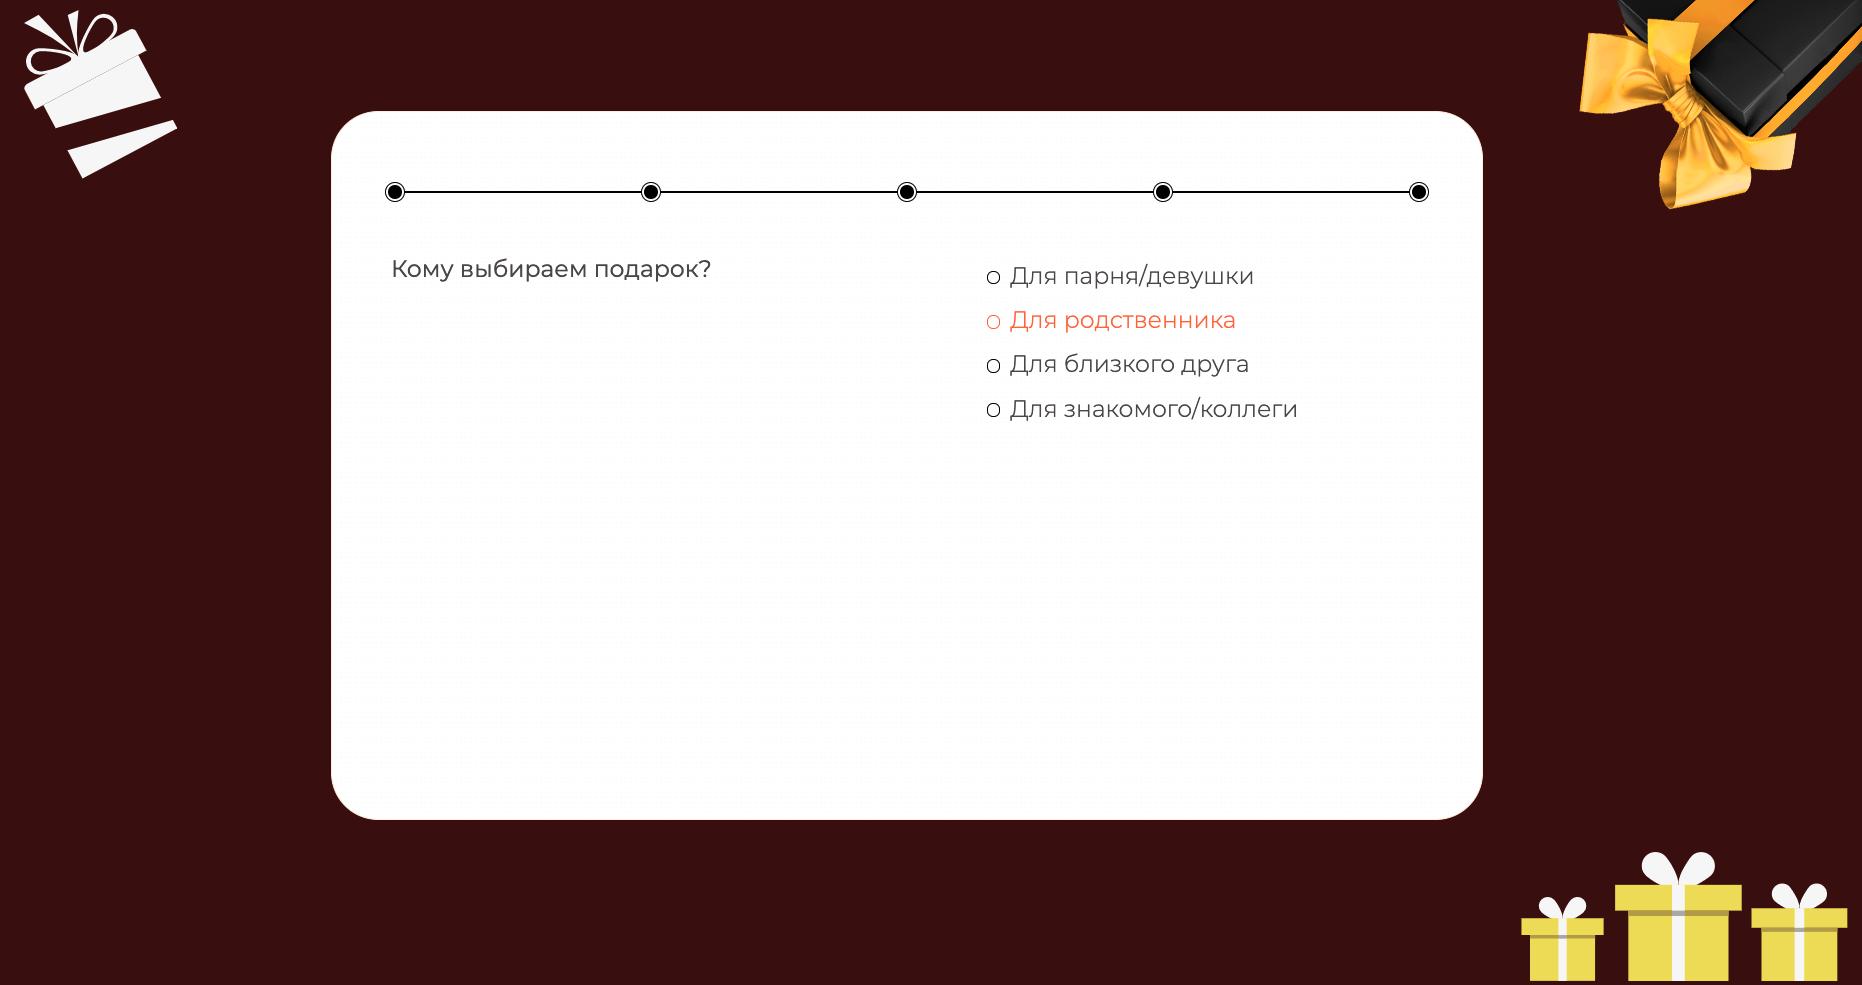 Кому выбираем подарок?
Для парня/девушки
Для родственника
Для близкого друга
Для знакомого/коллеги